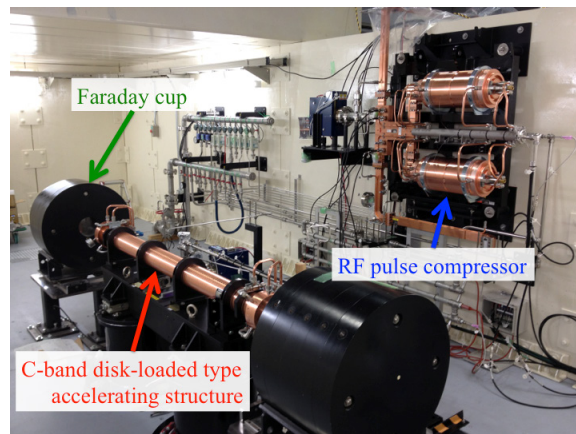 Faraday cup
RF pulse compressor
C-band disk-loaded type
accelerating structure